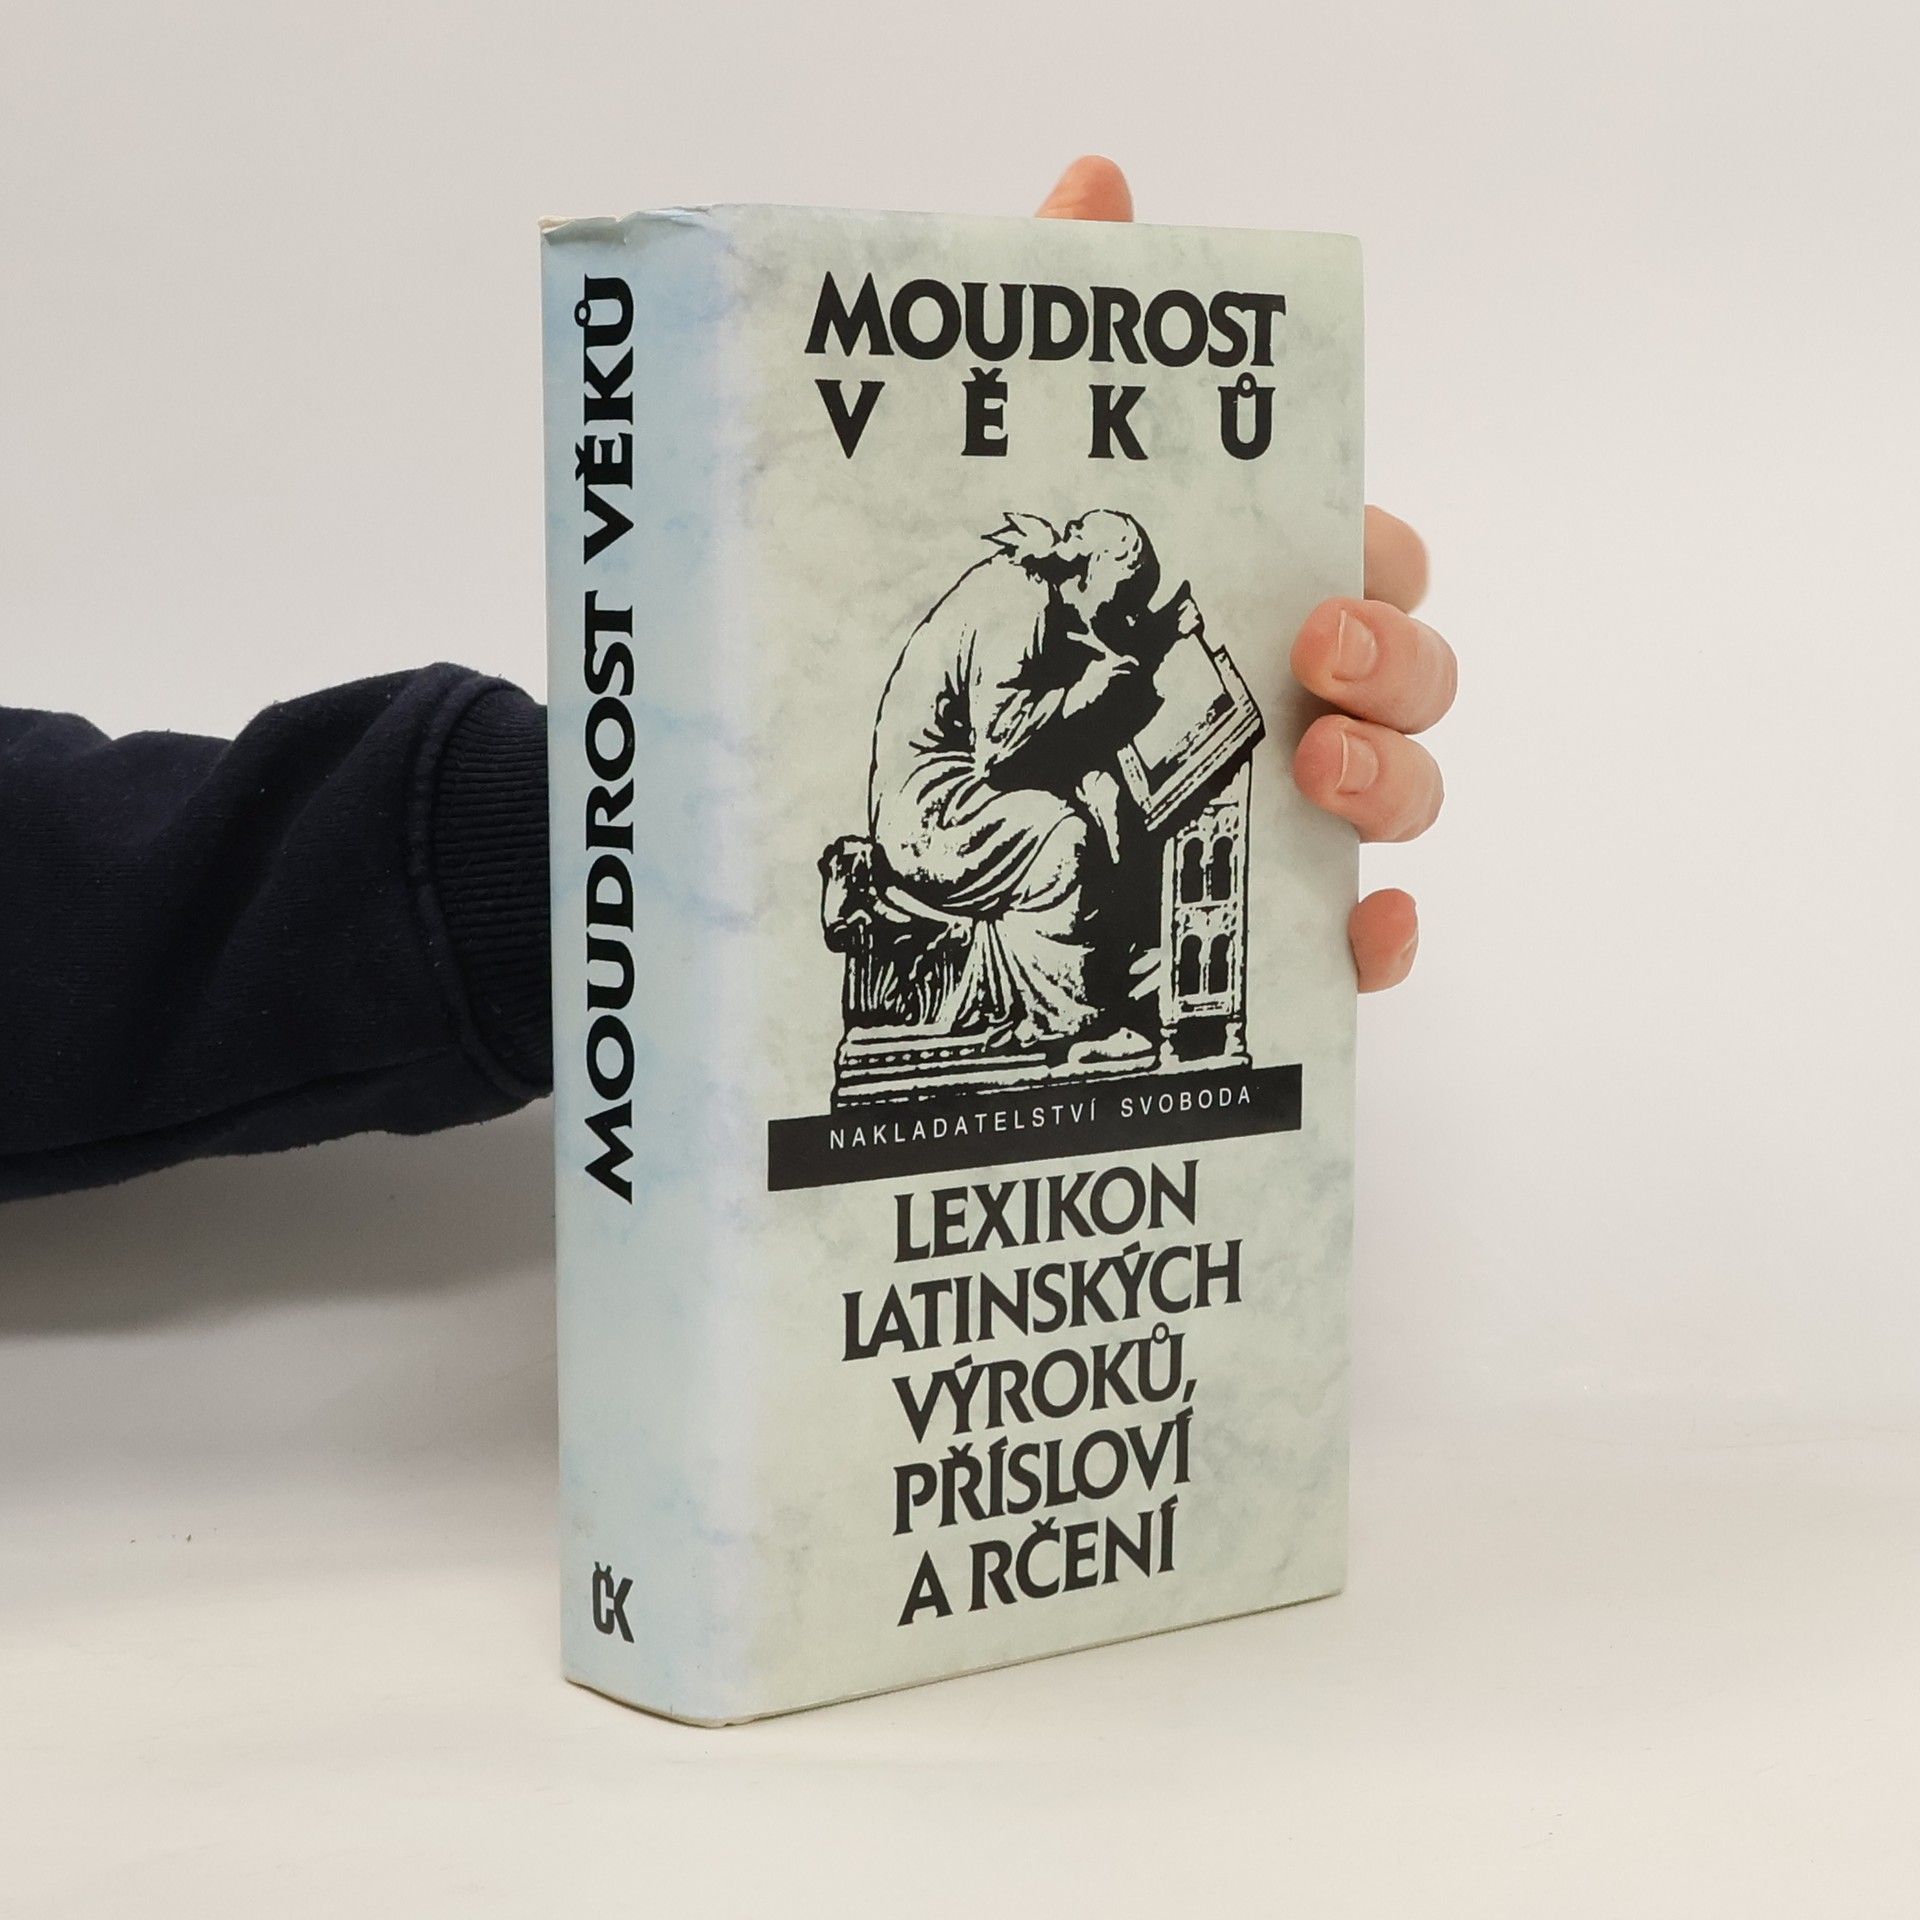 MOUDROST VĚKŮ
ČK
MOUDROST
VĚKŮ
NAKLADATELSTVÍ SVOBODA
LEXIKON
LATINSKÝCH
VÝROKŮ,
PŘÍSLOVÍ
A RČENÍ